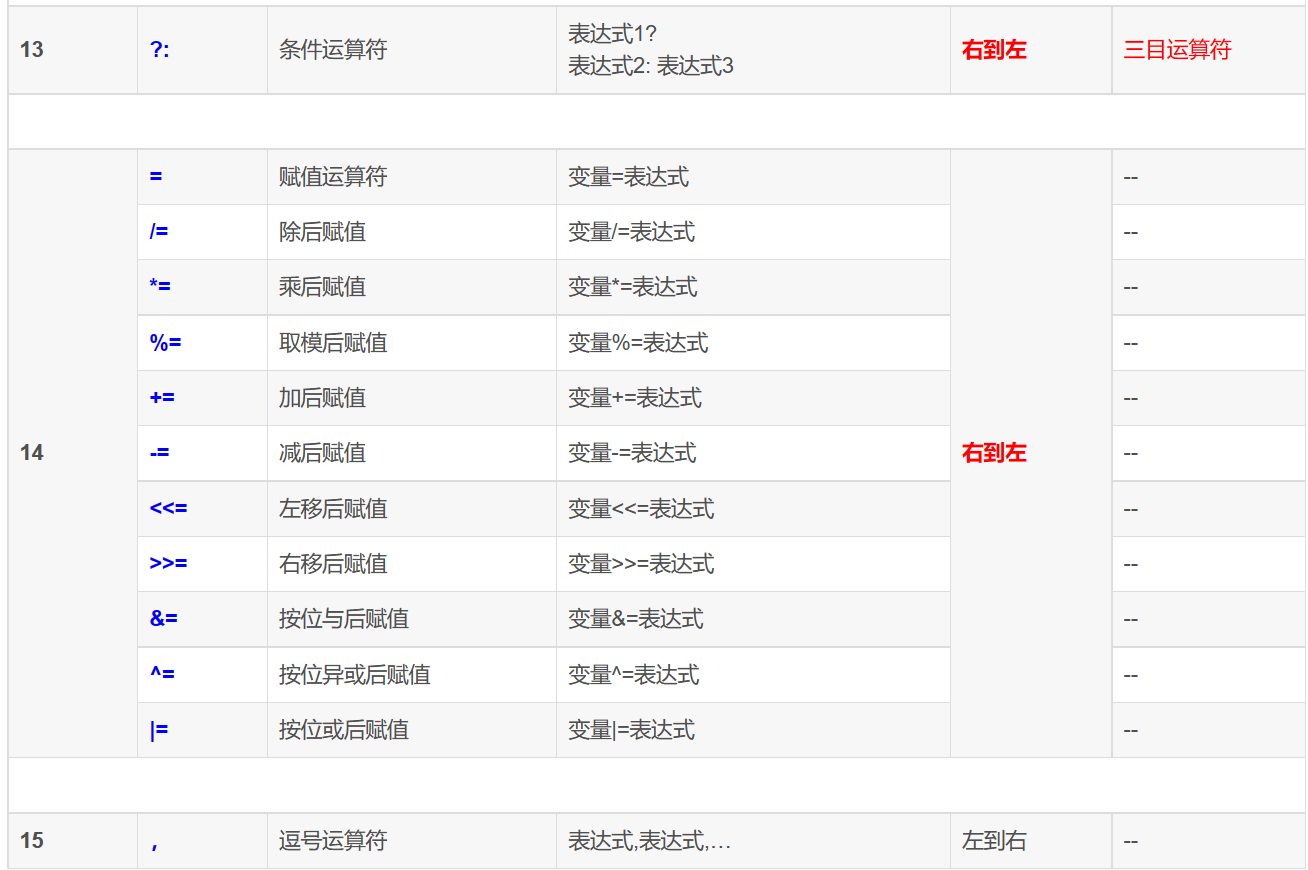 13 ?: 条件运算符 表达式1? 右到左 三目运算符
表达式2: 表达式3
= 赋值运算符 变量=表达式 --
/= 除后赋值 变量/=表达式 --
*= 乘后赋值 变量*=表达式 --
%= 取模后赋值 变量%=表达式 --
+= 加后赋值 变量+=表达式 --
14 -= 减后赋值 变量-=表达式 右到左 --
<<= 左移后赋值 变量<<=表达式 --
>>= 右移后赋值 变量>>=表达式 --
&= 按位与后赋值 变量&=表达式 --
^= 按位异或后赋值 变量^=表达式 --
|= 按位或后赋值 变量|=表达式 --
15 , 逗号运算符 表达式,表达式,… 左到右 --